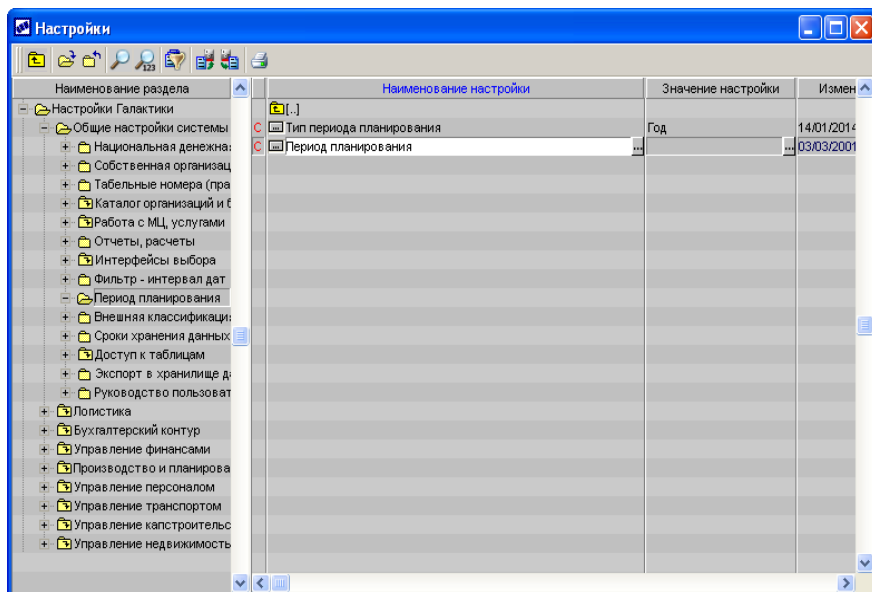 Настройки
123
Наименование раздела
Наименование настройки
Значение настройки
Измен
Настройки Галактики
[..]
Общие настройки системы
С Тип периода планирования
Год
14/01/2014
Национальная денежна
С Период планирования
...
...
03/03/2001
Собственная организац
Табельные номера (пра
Каталог организаций и б
Работа с МЦ, услугами
Отчеты, расчеты
Интерфейсы выбора
Фильтр - интервал дат
Период планирования
Внешняя классификаци
Сроки хранения данных
Доступ к таблицам
Экспорт в хранилище д
Руководство пользоват
Логистика
Бухгалтерский контур
Управление финансами
Производство и планирова
Управление персоналом
Управление транспортом
Управление капстроительс
Управление недвижимость